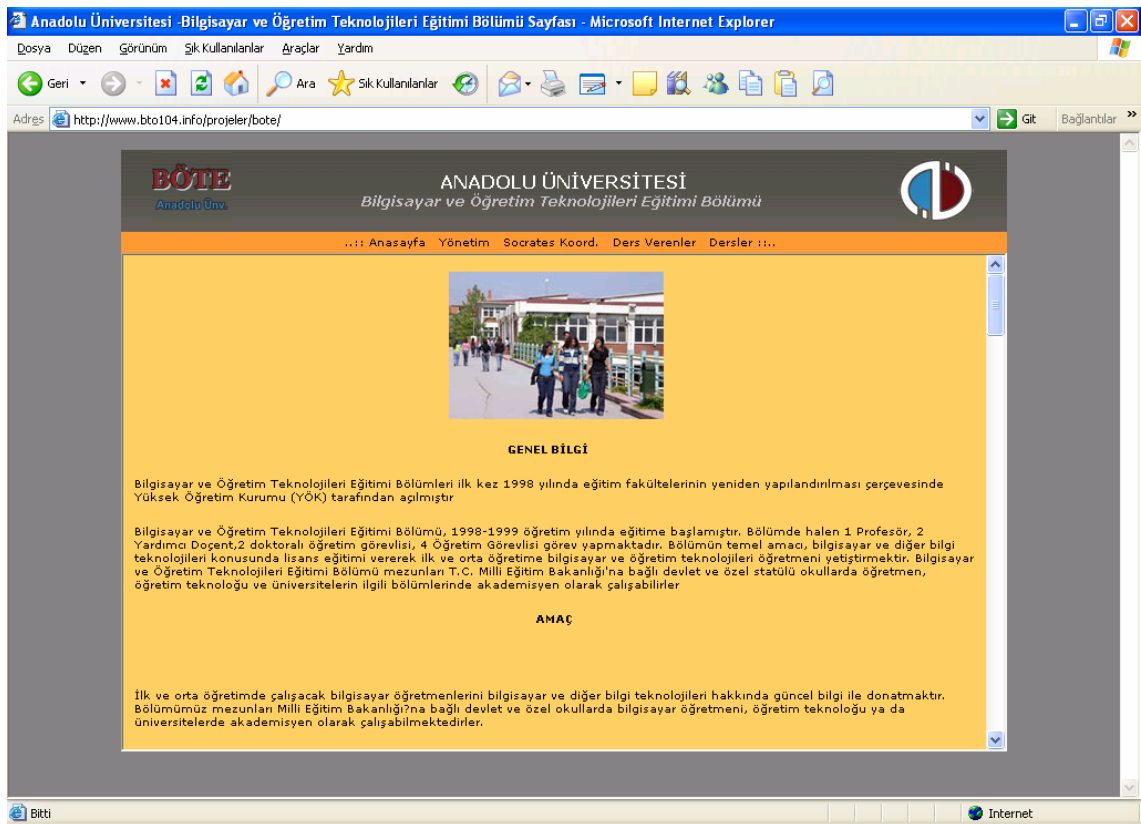 Anadolu Üniversitesi -Bilgisayar ve Öğretim Teknolojileri Eğitimi Bölümü Sayfası - Microsoft Internet Explorer
Dosya Düzen Görünüm Sık Kullanılanlar Araçlar Yardım
Geri Ara Sık Kullanılanlar
Adres http://www.bto104.info/projeler/bote/ Git Bağlantılar »
BÖTE
Anadolu Ünv.
ANADOLU ÜNİVERSİTESİ
Bilgisayar ve Öğretim Teknolojileri Eğitimi Bölümü
..:: Anasayfa Yönetim Socrates Koord. Ders Verenler Dersler ::..
GENEL BİLGİ
Bilgisayar ve Öğretim Teknolojileri Eğitimi Bölümleri ilk kez 1998 yılında eğitim fakültelerinin yeniden yapılandırılması çerçevesinde
Yüksek Öğretim Kurumu (YÖK) tarafından açılmıştır
Bilgisayar ve Öğretim Teknolojileri Eğitimi Bölümü, 1998-1999 öğretim yılında eğitime başlamıştır. Bölümde halen 1 Profesör, 2
Yardımcı Doçent,2 doktoralı öğretim görevlisi, 4 Öğretim Görevlisi görev yapmaktadır. Bölümün temel amacı, bilgisayar ve diğer bilgi
teknolojileri konusunda lisans eğitimi vererek ilk ve orta öğretime bilgisayar ve öğretim teknolojileri öğretmeni yetiştirmektir. Bilgisayar
ve Öğretim Teknolojileri Eğitimi Bölümü mezunları T.C. Milli Eğitim Bakanlığı'na bağlı devlet ve özel statülü okullarda öğretmen,
öğretim teknoloğu ve üniversitelerin ilgili bölümlerinde akademisyen olarak çalışabilirler
AMAÇ
İlk ve orta öğretimde çalışacak bilgisayar öğretmenlerini bilgisayar ve diğer bilgi teknolojileri hakkında güncel bilgi ile donatmaktır.
Bölümümüz mezunları Milli Eğitim Bakanlığı?na bağlı devlet ve özel okullarda bilgisayar öğretmeni, öğretim teknoloğu ya da
üniversitelerde akademisyen olarak çalışabilmektedirler.
Bitti Internet